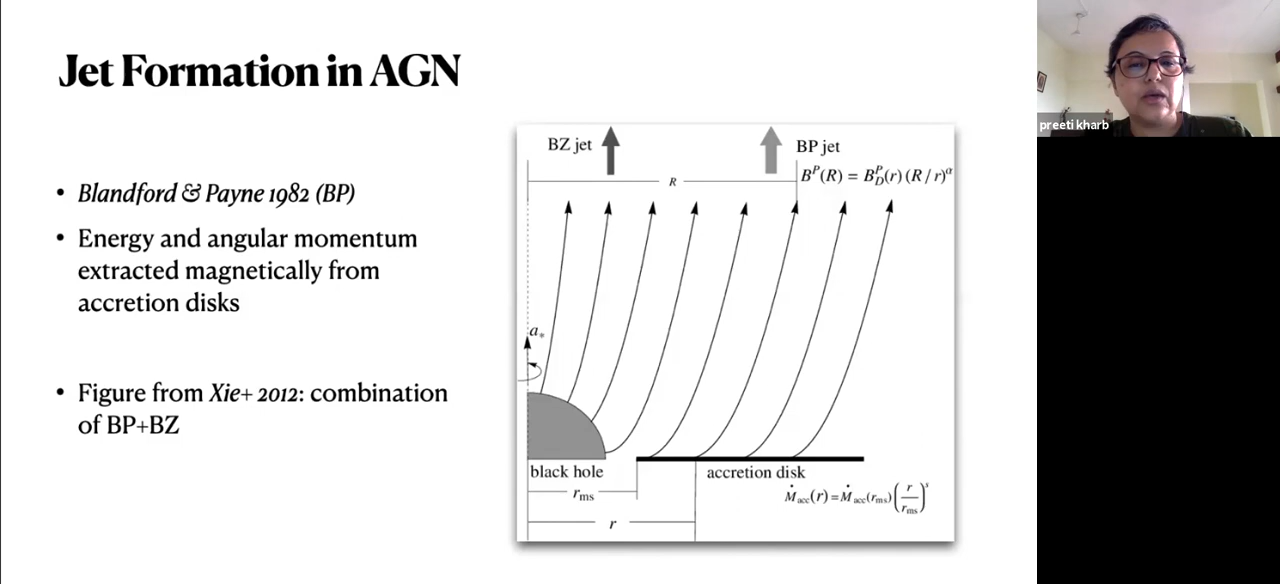 Jet Formation in AGN
preeti kharb
• Blandford & Payne 1982 (BP)
• Energy and angular momentum
extracted magnetically from
accretion disks
• Figure from Xie+ 2012: combination
of BP+BZ
BZ jet
BP jet
R
B^P(R) = B_D^P(r) (R / r)^α
a*
black hole
accretion disk
r_ms
Ṁ_acc(r) = Ṁ_acc(r_ms) (r / r_ms)^s
r